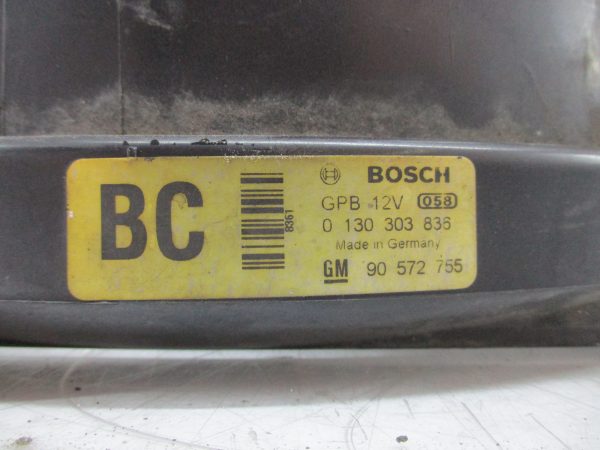 BC
8361
BOSCH
GPB 12V 058
0 130 303 836
Made in Germany
GM 90 572 755